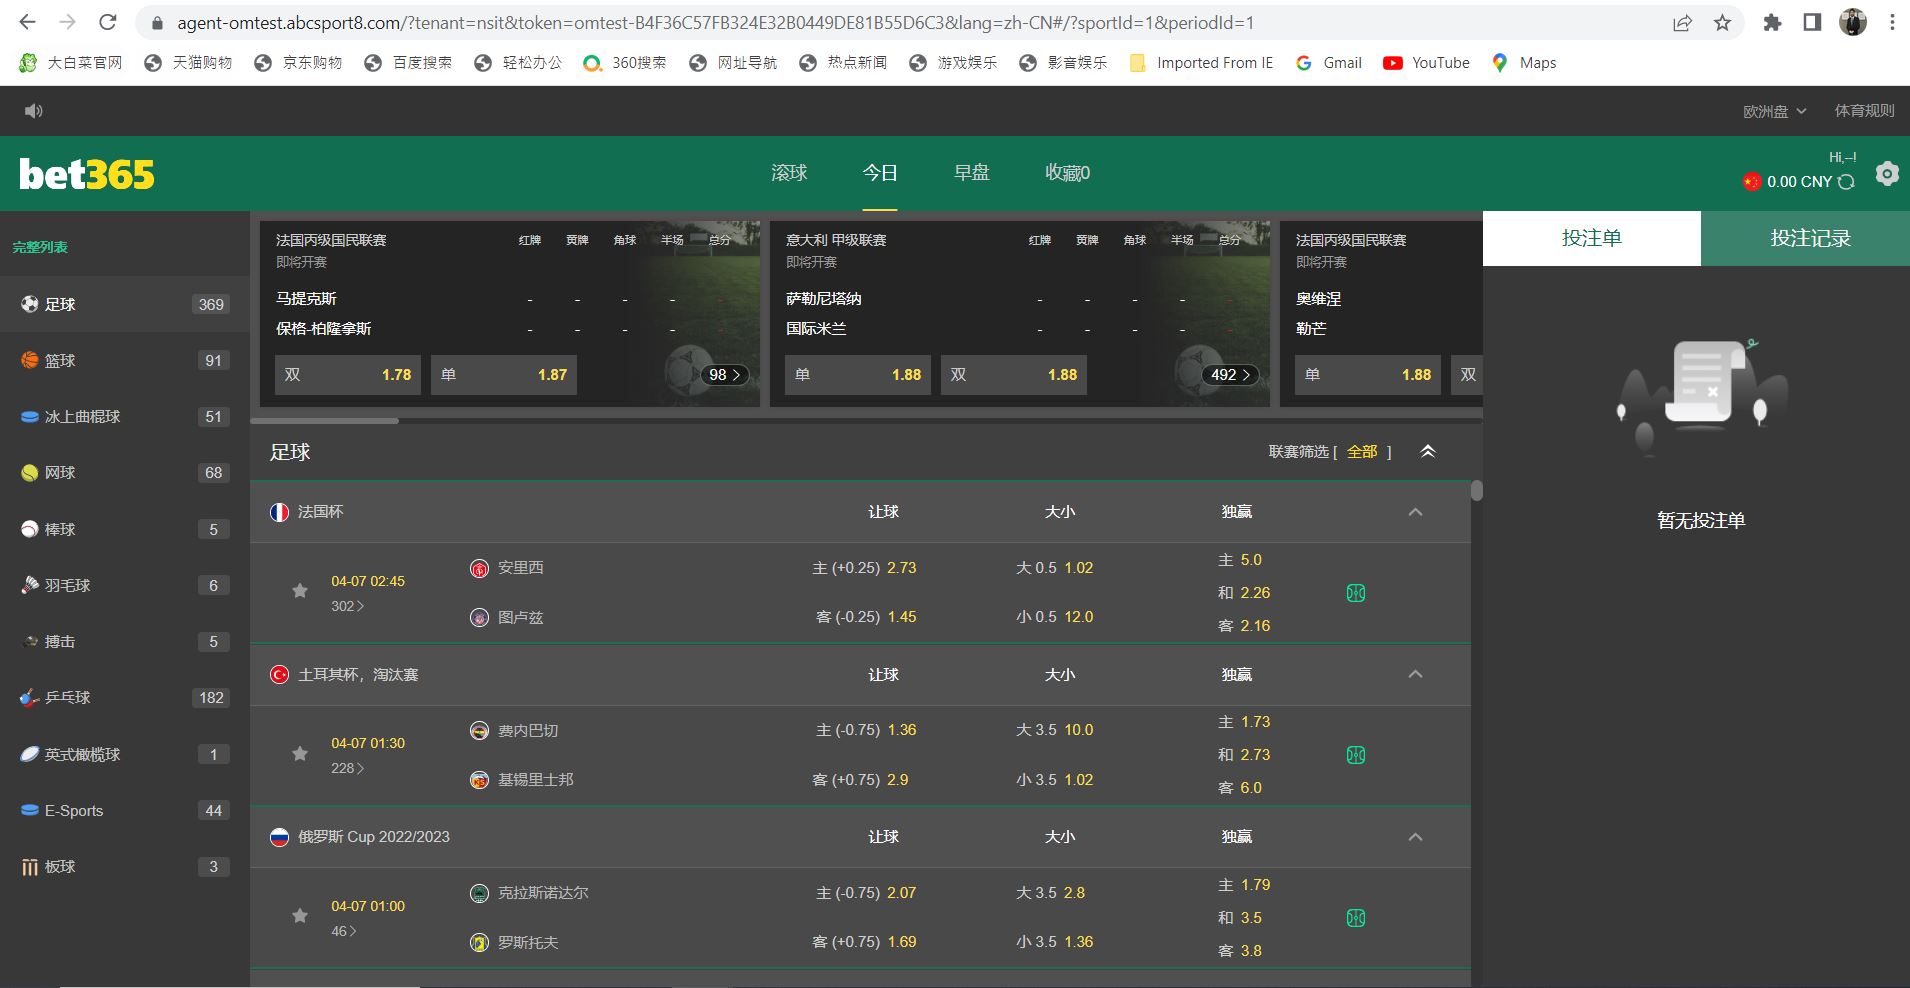 agent-omtest.abcsport8.com/?tenant=nsit&token=omtest-B4F36C57FB324E32B0449DE81B55D6C3&lang=zh-CN#/?sportId=1&periodId=1
大白菜官网 天猫购物 京东购物 百度搜索 轻松办公 360搜索 网址导航 热点新闻 游戏娱乐 影音娱乐 Imported From IE Gmail YouTube Maps
欧洲盘 体育规则
bet365 滚球 今日 早盘 收藏0
Hi,--!
0.00 CNY
完整列表
足球 369
篮球 91
冰上曲棍球 51
网球 68
棒球 5
羽毛球 6
搏击 5
乒乓球 182
英式橄榄球 1
E-Sports 44
板球 3
法国丙级国民联赛 红牌 黄牌 角球 半场 总分
即将开赛
马提克斯 - - - - -
保格-柏隆拿斯 - - - - -
双 1.78 单 1.87 98 >
意大利 甲级联赛 红牌 黄牌 角球 半场 总分
即将开赛
萨勒尼塔纳 - - - - -
国际米兰 - - - - -
单 1.88 双 1.88 492 >
法国丙级国民联赛
即将开赛
奥维涅
勒芒
单 1.88 双
足球 联赛筛选 [ 全部 ]
法国杯 让球 大小 独赢
04-07 02:45
302 >
安里西 主 (+0.25) 2.73 大 0.5 1.02
图卢兹 客 (-0.25) 1.45 小 0.5 12.0
主 5.0
和 2.26
客 2.16
土耳其杯，淘汰赛 让球 大小 独赢
04-07 01:30
228 >
费内巴切 主 (-0.75) 1.36 大 3.5 10.0
基锡里士邦 客 (+0.75) 2.9 小 3.5 1.02
主 1.73
和 2.73
客 6.0
俄罗斯 Cup 2022/2023 让球 大小 独赢
04-07 01:00
46 >
克拉斯诺达尔 主 (-0.75) 2.07 大 3.5 2.8
罗斯托夫 客 (+0.75) 1.69 小 3.5 1.36
主 1.79
和 3.5
客 3.8
投注单 投注记录
暂无投注单